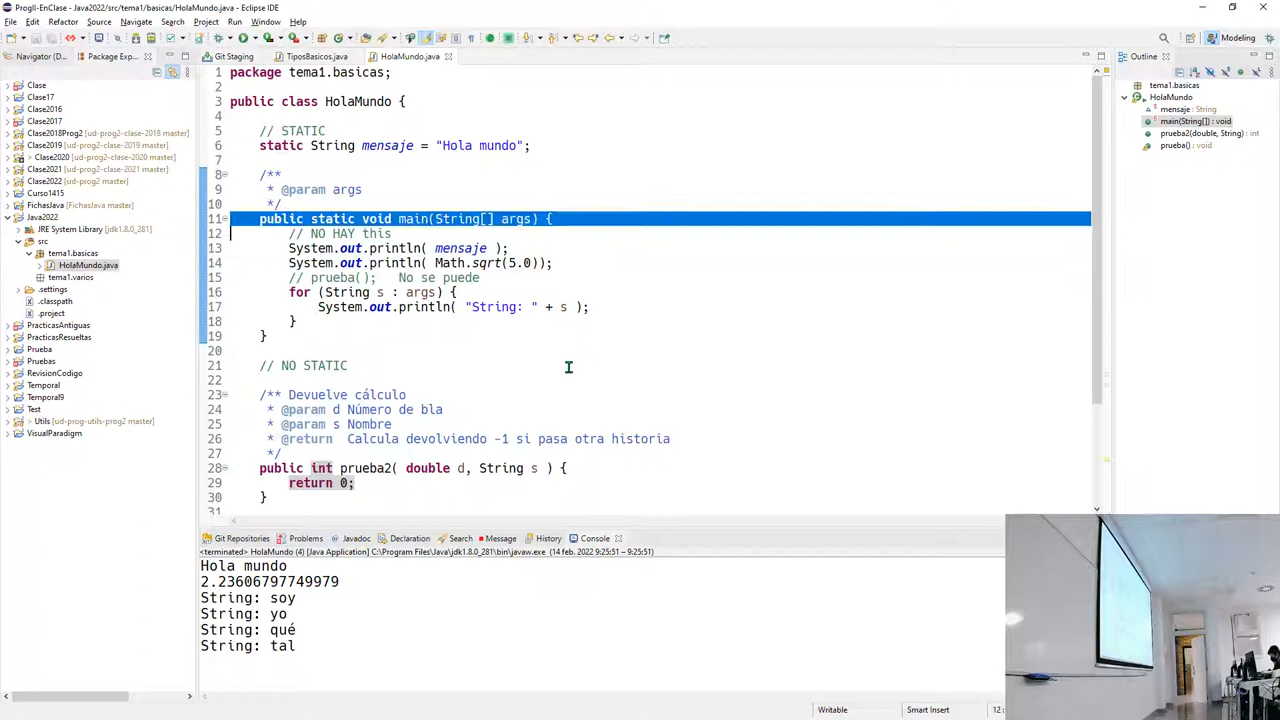 ProgII-EnClase - Java2022/src/tema1/basicas/HolaMundo.java - Eclipse IDE
File Edit Refactor Source Navigate Search Project Run Window Help
Modeling
Navigator (D... Package Exp...
Clase
Clase17
Clase2016
Clase2017
Clase2018Prog2 [ud-prog2-clase-2018 master]
Clase2019 [ud-prog2-clase-2019 master]
> Clase2020 [ud-prog2-clase-2020 master]
Clase2021 [ud-prog2-clase-2021 master]
Clase2022 [ud-prog2 master]
Curso1415
FichasJava [FichasJava master]
Java2022
JRE System Library [jdk1.8.0_281]
src
tema1.basicas
HolaMundo.java
tema1.varios
.settings
.classpath
.project
PracticasAntiguas
PracticasResueltas
Prueba
Pruebas
RevisionCodigo
Temporal
Temporal9
Test
> Utils [ud-prog-utils-prog2 master]
VisualParadigm
Git Staging TiposBasicos.java HolaMundo.java
1 package tema1.basicas;
2
3 public class HolaMundo {
4
5 // STATIC
6 static String mensaje = "Hola mundo";
7
8 /**
9 * @param args
10 */
11 public static void main(String[] args) {
12 // NO HAY this
13 System.out.println( mensaje );
14 System.out.println( Math.sqrt(5.0));
15 // prueba(); No se puede
16 for (String s : args) {
17 System.out.println( "String: " + s );
18 }
19 }
20
21 // NO STATIC
22
23 /** Devuelve cálculo
24 * @param d Número de bla
25 * @param s Nombre
26 * @return Calcula devolviendo -1 si pasa otra historia
27 */
28 public int prueba2( double d, String s ) {
29 return 0;
30 }
31
Outline
tema1.basicas
HolaMundo
mensaje : String
main(String[]) : void
prueba2(double, String) : int
prueba() : void
Git Repositories Problems Javadoc Declaration Search Message History Console
<terminated> HolaMundo (4) [Java Application] C:\Program Files\Java\jdk1.8.0_281\bin\javaw.exe (14 feb. 2022 9:25:51 – 9:25:51)
Hola mundo
2.23606797749979
String: soy
String: yo
String: qué
String: tal
Writable Smart Insert 12 :